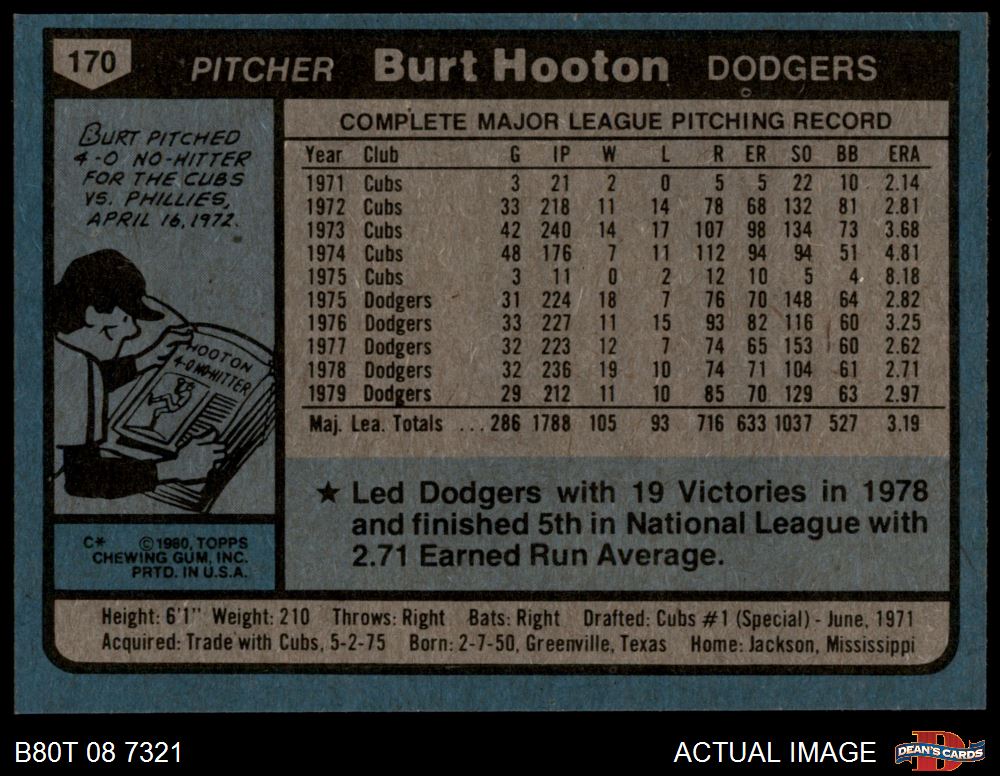 170 PITCHER Burt Hooton DODGERS
BURT PITCHED
4-0 NO-HITTER
FOR THE CUBS
VS. PHILLIES,
APRIL 16, 1972.
HOOTON
4-0 NO-HITTER
C* © 1980, TOPPS
CHEWING GUM, INC.
PRTD. IN U.S.A.
COMPLETE MAJOR LEAGUE PITCHING RECORD
Year Club G IP W L R ER SO BB ERA
1971 Cubs 3 21 2 0 5 5 22 10 2.14
1972 Cubs 33 218 11 14 78 68 132 81 2.81
1973 Cubs 42 240 14 17 107 98 134 73 3.68
1974 Cubs 48 176 7 11 112 94 94 51 4.81
1975 Cubs 3 11 0 2 12 10 5 4 8.18
1975 Dodgers 31 224 18 7 76 70 148 64 2.82
1976 Dodgers 33 227 11 15 93 82 116 60 3.25
1977 Dodgers 32 223 12 7 74 65 153 60 2.62
1978 Dodgers 32 236 19 10 74 71 104 61 2.71
1979 Dodgers 29 212 11 10 85 70 129 63 2.97
Maj. Lea. Totals ... 286 1788 105 93 716 633 1037 527 3.19
★ Led Dodgers with 19 Victories in 1978
and finished 5th in National League with
2.71 Earned Run Average.
Height: 6'1" Weight: 210 Throws: Right Bats: Right Drafted: Cubs #1 (Special) - June, 1971
Acquired: Trade with Cubs, 5-2-75 Born: 2-7-50, Greenville, Texas Home: Jackson, Mississippi
B80T 08 7321 ACTUAL IMAGE DEAN'S CARDS